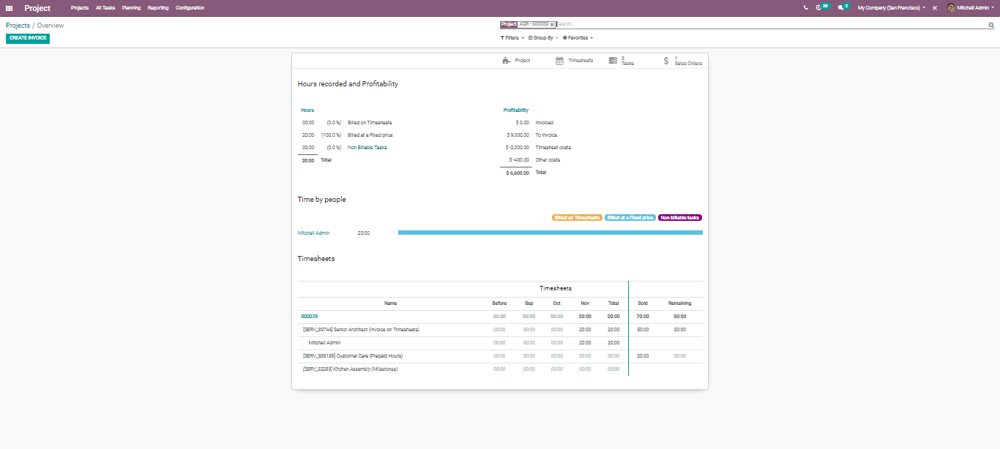 Project Projects All Tasks Planning Reporting Configuration 20 2 My Company (San Francisco) Mitchell Admin
Projects / Overview
Project AGR - S00039 x Search...
CREATE INVOICE
Filters Group By Favorites
Project Timesheets 5 Tasks $ 1 Sales Orders
Hours recorded and Profitability
Hours Profitability
00:00 (0.0 %) Billed on Timesheets $ 0.00 Invoiced
20:00 (100.0 %) Billed at a Fixed price $ 9,000.00 To invoice
00:00 (0.0 %) Non Billable Tasks $ -2,000.00 Timesheet costs
20:00 Total $ -400.00 Other costs
$ 6,600.00 Total
Time by people
Billed on Timesheets Billed at a Fixed price Non billable tasks
Mitchell Admin 20:00
Timesheets
Timesheets
Name Before Sep Oct Nov Total Sold Remaining
S00039 00:00 00:00 00:00 20:00 20:00 70:00 50:00
[SERV_89744] Senior Architect (Invoice on Timesheets) 00:00 00:00 00:00 20:00 20:00 50:00 30:00
Mitchell Admin 00:00 00:00 00:00 20:00 20:00
[SERV_585189] Customer Care (Prepaid Hours) 00:00 00:00 00:00 00:00 00:00 20:00 00:00
[SERV_32289] Kitchen Assembly (Milestones) 00:00 00:00 00:00 00:00 00:00